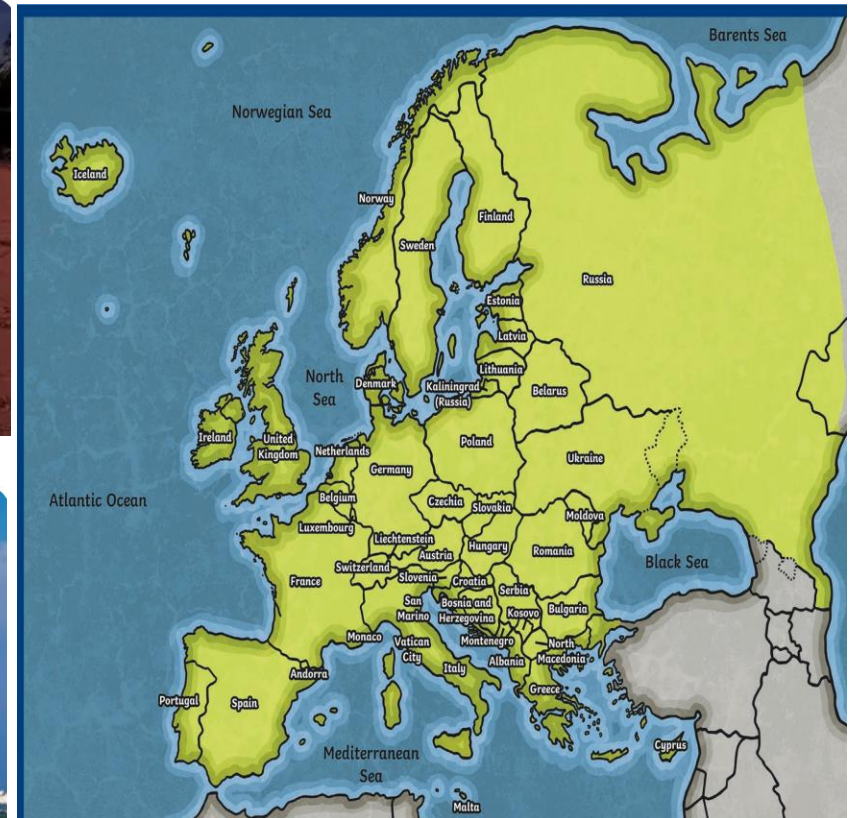 Barents Sea
Norwegian Sea
Iceland
Norway
Finland
Sweden
Russia
Estonia
Latvia
Lithuania
North
Sea
Denmark
Kaliningrad
(Russia)
Belarus
Ireland
United
Kingdom
Netherlands
Poland
Ukraine
Germany
Atlantic Ocean
Belgium
Czechia
Slovakia
Moldova
Luxembourg
Liechtenstein
Austria
Hungary
Romania
Black Sea
Switzerland
Slovenia
France
Croatia
Serbia
San
Marino
Bosnia and
Herzegovina
Kosovo
Bulgaria
Monaco
Vatican
City
Montenegro
North
Macedonia
Italy
Albania
Andorra
Portugal
Spain
Greece
Mediterranean
Sea
Cyprus
Malta